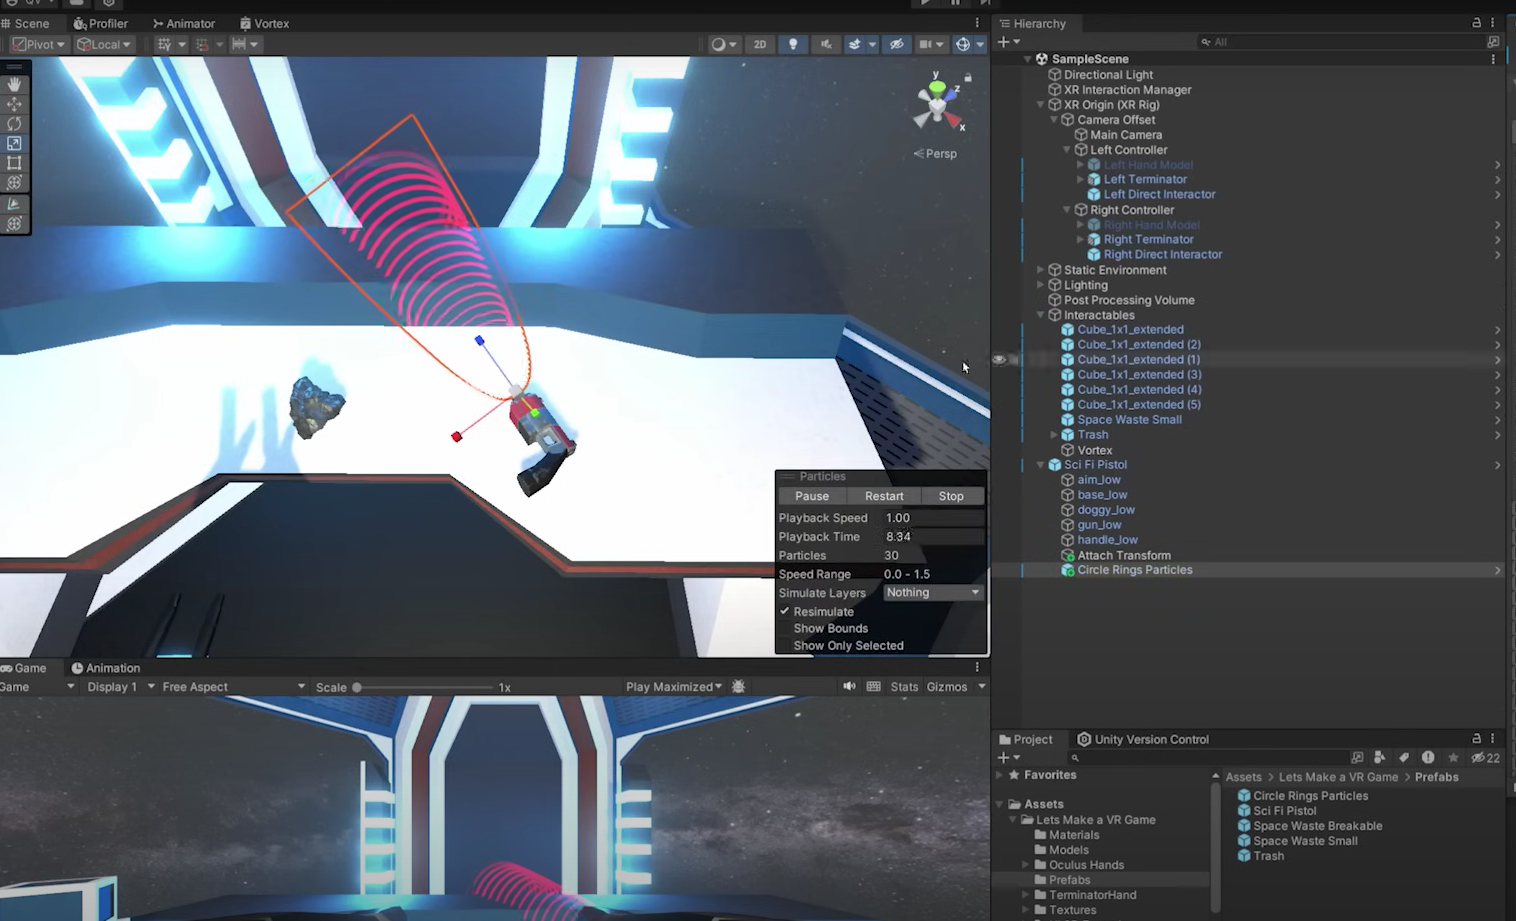 Scene Profiler Animator Vortex
Pivot Local 2D
y
z
x
Persp
Particles
Pause Restart Stop
Playback Speed 1.00
Playback Time 8.34
Particles 30
Speed Range 0.0 - 1.5
Simulate Layers Nothing
Resimulate
Show Bounds
Show Only Selected
Game Animation
Game Display 1 Free Aspect Scale 1x Play Maximized Stats Gizmos
Hierarchy
All
SampleScene
Directional Light
XR Interaction Manager
XR Origin (XR Rig)
Camera Offset
Main Camera
Left Controller
Left Hand Model
Left Terminator
Left Direct Interactor
Right Controller
Right Hand Model
Right Terminator
Right Direct Interactor
Static Environment
Lighting
Post Processing Volume
Interactables
Cube_1x1_extended
Cube_1x1_extended (2)
Cube_1x1_extended (1)
Cube_1x1_extended (3)
Cube_1x1_extended (4)
Cube_1x1_extended (5)
Space Waste Small
Trash
Vortex
Sci Fi Pistol
aim_low
base_low
doggy_low
gun_low
handle_low
Attach Transform
Circle Rings Particles
Project Unity Version Control
22
Favorites
Assets
Lets Make a VR Game
Materials
Models
Oculus Hands
Prefabs
TerminatorHand
Textures
Assets > Lets Make a VR Game > Prefabs
Circle Rings Particles
Sci Fi Pistol
Space Waste Breakable
Space Waste Small
Trash